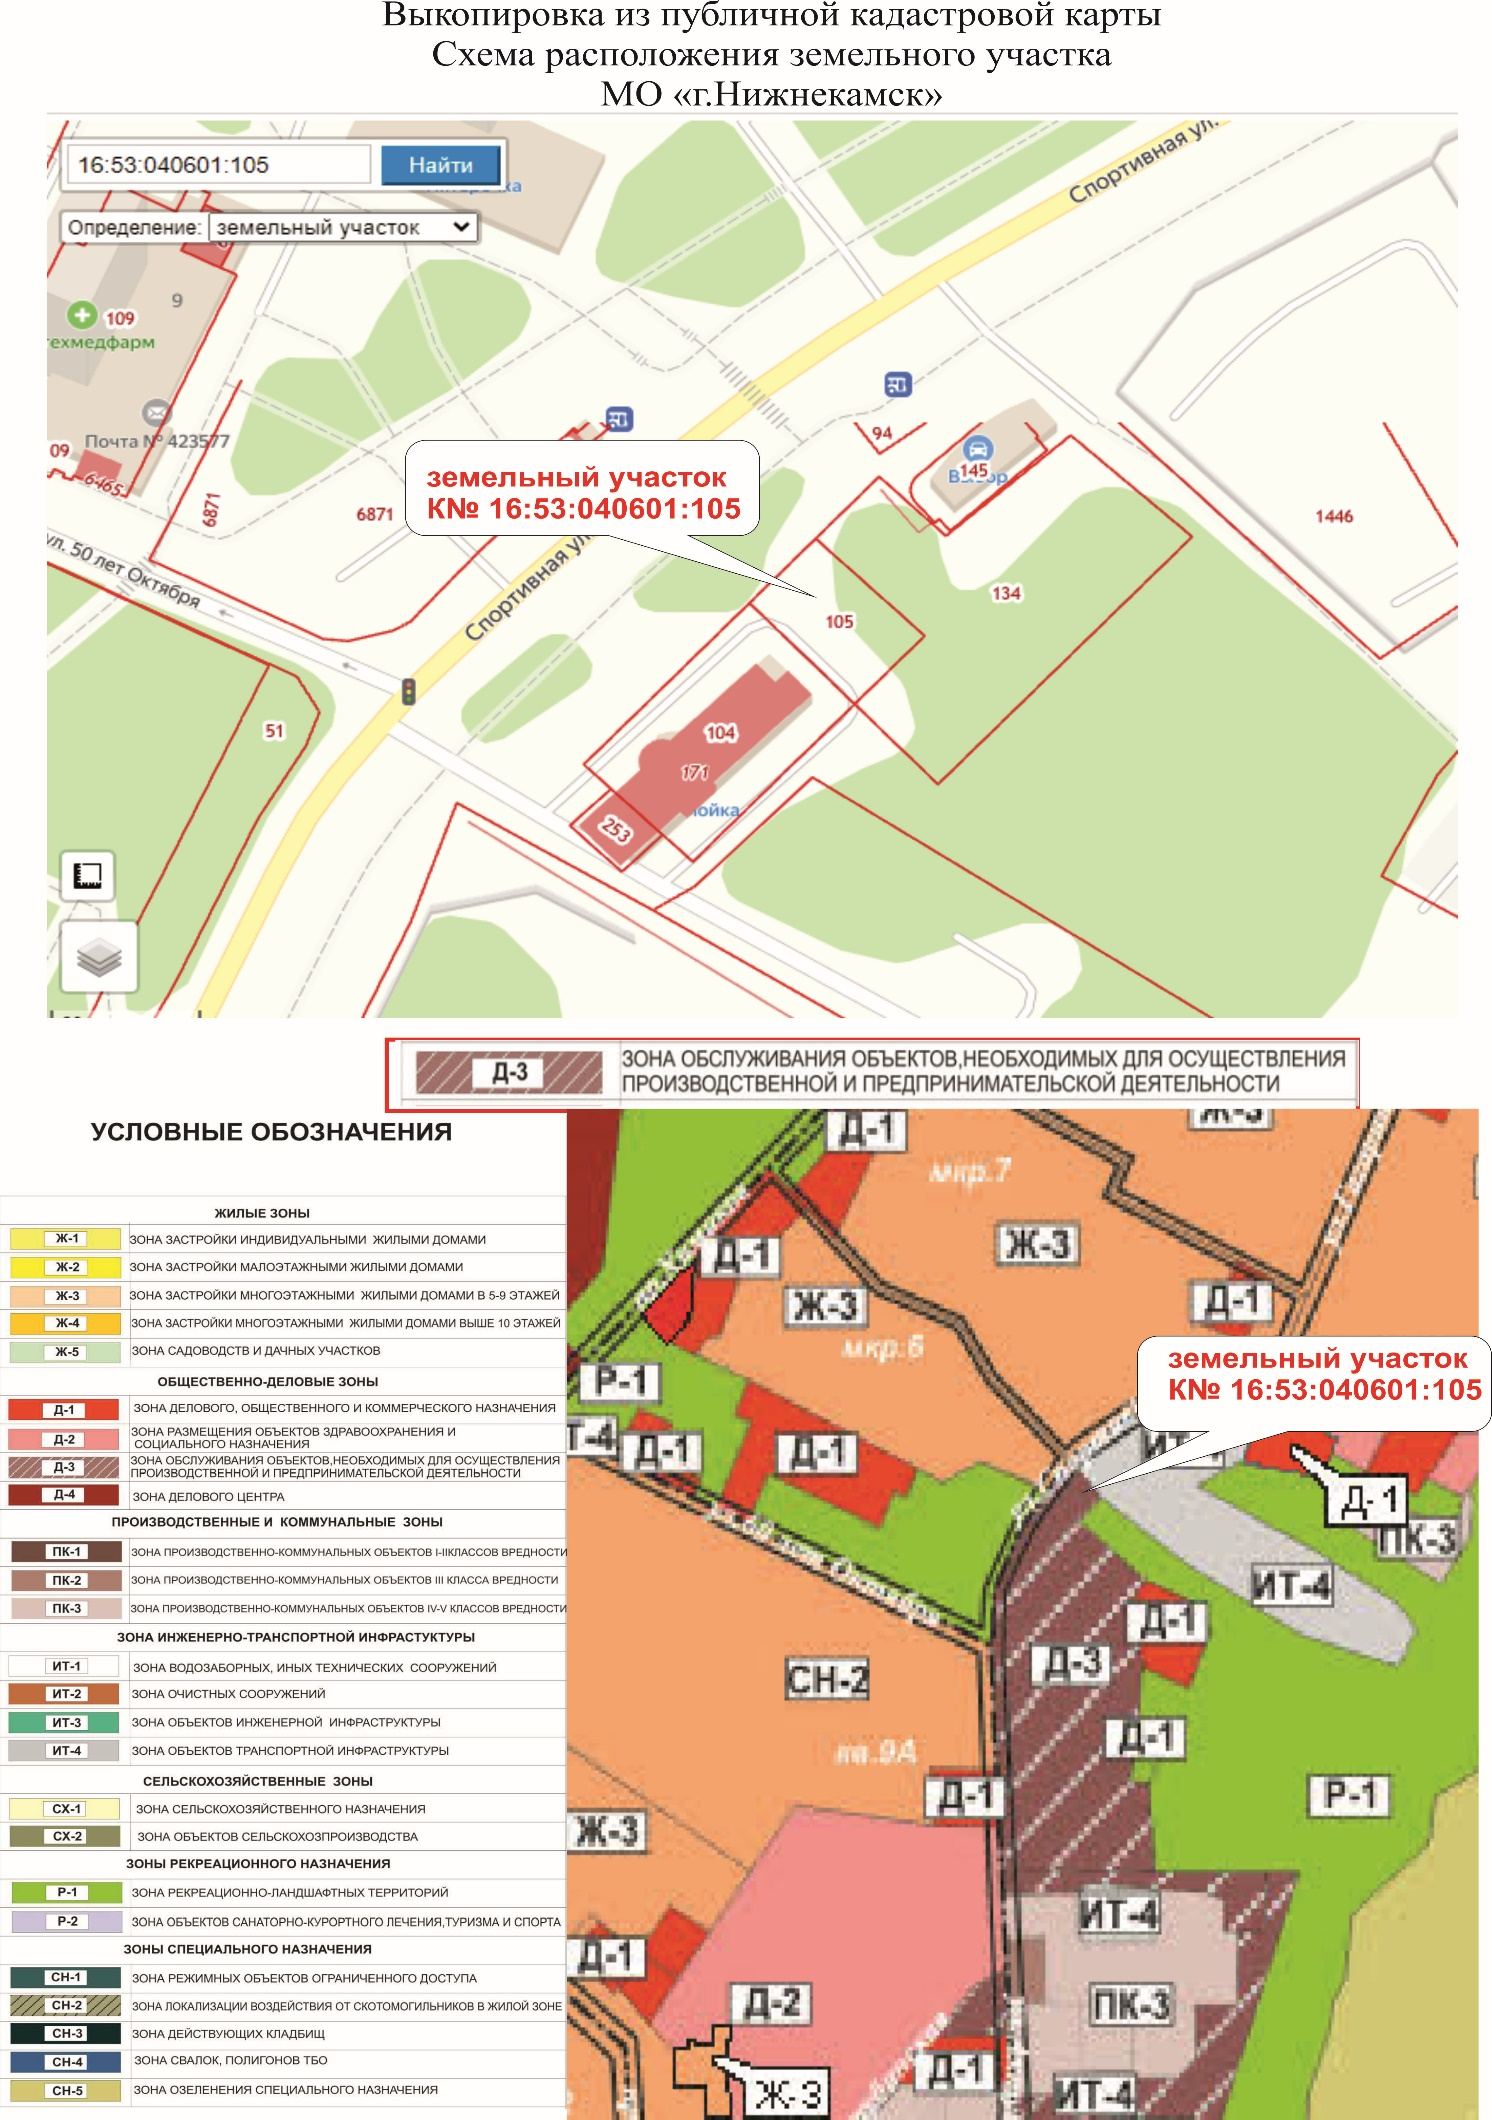 Выкопировка из публичной кадастровой карты
Схема расположения земельного участка
МО «г.Нижнекамск»
16:53:040601:105
Найти
Определение: земельный участок
Спортивная ул.
9
109
ехмедфарм
Почта № 423577
09
6465
6871
6871
94
145
1446
земельный участок
К№ 16:53:040601:105
ул. 50 лет Октября
Спортивная ул.
134
105
51
104
171
253
ойка
Д-3
ЗОНА ОБСЛУЖИВАНИЯ ОБЪЕКТОВ,НЕОБХОДИМЫХ ДЛЯ ОСУЩЕСТВЛЕНИЯ
ПРОИЗВОДСТВЕННОЙ И ПРЕДПРИНИМАТЕЛЬСКОЙ ДЕЯТЕЛЬНОСТИ
УСЛОВНЫЕ ОБОЗНАЧЕНИЯ
ЖИЛЫЕ ЗОНЫ
Ж-1 ЗОНА ЗАСТРОЙКИ ИНДИВИДУАЛЬНЫМИ ЖИЛЫМИ ДОМАМИ
Ж-2 ЗОНА ЗАСТРОЙКИ МАЛОЭТАЖНЫМИ ЖИЛЫМИ ДОМАМИ
Ж-3 ЗОНА ЗАСТРОЙКИ МНОГОЭТАЖНЫМИ ЖИЛЫМИ ДОМАМИ В 5-9 ЭТАЖЕЙ
Ж-4 ЗОНА ЗАСТРОЙКИ МНОГОЭТАЖНЫМИ ЖИЛЫМИ ДОМАМИ ВЫШЕ 10 ЭТАЖЕЙ
Ж-5 ЗОНА САДОВОДСТВ И ДАЧНЫХ УЧАСТКОВ
ОБЩЕСТВЕННО-ДЕЛОВЫЕ ЗОНЫ
Д-1 ЗОНА ДЕЛОВОГО, ОБЩЕСТВЕННОГО И КОММЕРЧЕСКОГО НАЗНАЧЕНИЯ
Д-2 ЗОНА РАЗМЕЩЕНИЯ ОБЪЕКТОВ ЗДРАВООХРАНЕНИЯ И
СОЦИАЛЬНОГО НАЗНАЧЕНИЯ
Д-3 ЗОНА ОБСЛУЖИВАНИЯ ОБЪЕКТОВ,НЕОБХОДИМЫХ ДЛЯ ОСУЩЕСТВЛЕНИЯ
ПРОИЗВОДСТВЕННОЙ И ПРЕДПРИНИМАТЕЛЬСКОЙ ДЕЯТЕЛЬНОСТИ
Д-4 ЗОНА ДЕЛОВОГО ЦЕНТРА
ПРОИЗВОДСТВЕННЫЕ И КОММУНАЛЬНЫЕ ЗОНЫ
ПК-1 ЗОНА ПРОИЗВОДСТВЕННО-КОММУНАЛЬНЫХ ОБЪЕКТОВ I-IIКЛАССОВ ВРЕДНОСТИ
ПК-2 ЗОНА ПРОИЗВОДСТВЕННО-КОММУНАЛЬНЫХ ОБЪЕКТОВ III КЛАССА ВРЕДНОСТИ
ПК-3 ЗОНА ПРОИЗВОДСТВЕННО-КОММУНАЛЬНЫХ ОБЪЕКТОВ IV-V КЛАССОВ ВРЕДНОСТИ
ЗОНА ИНЖЕНЕРНО-ТРАНСПОРТНОЙ ИНФРАСТУКТУРЫ
ИТ-1 ЗОНА ВОДОЗАБОРНЫХ, ИНЫХ ТЕХНИЧЕСКИХ СООРУЖЕНИЙ
ИТ-2 ЗОНА ОЧИСТНЫХ СООРУЖЕНИЙ
ИТ-3 ЗОНА ОБЪЕКТОВ ИНЖЕНЕРНОЙ ИНФРАСТРУКТУРЫ
ИТ-4 ЗОНА ОБЪЕКТОВ ТРАНСПОРТНОЙ ИНФРАСТРУКТУРЫ
СЕЛЬСКОХОЗЯЙСТВЕННЫЕ ЗОНЫ
СХ-1 ЗОНА СЕЛЬСКОХОЗЯЙСТВЕННОГО НАЗНАЧЕНИЯ
СХ-2 ЗОНА ОБЪЕКТОВ СЕЛЬСКОХОЗПРОИЗВОДСТВА
ЗОНЫ РЕКРЕАЦИОННОГО НАЗНАЧЕНИЯ
Р-1 ЗОНА РЕКРЕАЦИОННО-ЛАНДШАФТНЫХ ТЕРРИТОРИЙ
Р-2 ЗОНА ОБЪЕКТОВ САНАТОРНО-КУРОРТНОГО ЛЕЧЕНИЯ,ТУРИЗМА И СПОРТА
ЗОНЫ СПЕЦИАЛЬНОГО НАЗНАЧЕНИЯ
СН-1 ЗОНА РЕЖИМНЫХ ОБЪЕКТОВ ОГРАНИЧЕННОГО ДОСТУПА
СН-2 ЗОНА ЛОКАЛИЗАЦИИ ВОЗДЕЙСТВИЯ ОТ СКОТОМОГИЛЬНИКОВ В ЖИЛОЙ ЗОНЕ
СН-3 ЗОНА ДЕЙСТВУЮЩИХ КЛАДБИЩ
СН-4 ЗОНА СВАЛОК, ПОЛИГОНОВ ТБО
СН-5 ЗОНА ОЗЕЛЕНЕНИЯ СПЕЦИАЛЬНОГО НАЗНАЧЕНИЯ
Д-1
Ж-3
мкр.7
Ж-3
Д-1
Ж-3
Д-1
мкр.6
земельный участок
К№ 16:53:040601:105
Р-1
Т-4
Д-1
Д-1
ИТ
Д-1
ПК-3
ИТ-4
Д-1
Д-3
СН-2
Д-1
кв.9А
Д-1
Р-1
Ж-3
ИТ-4
Д-1
Д-2
ПК-3
Д-1
Ж-3
ИТ-4